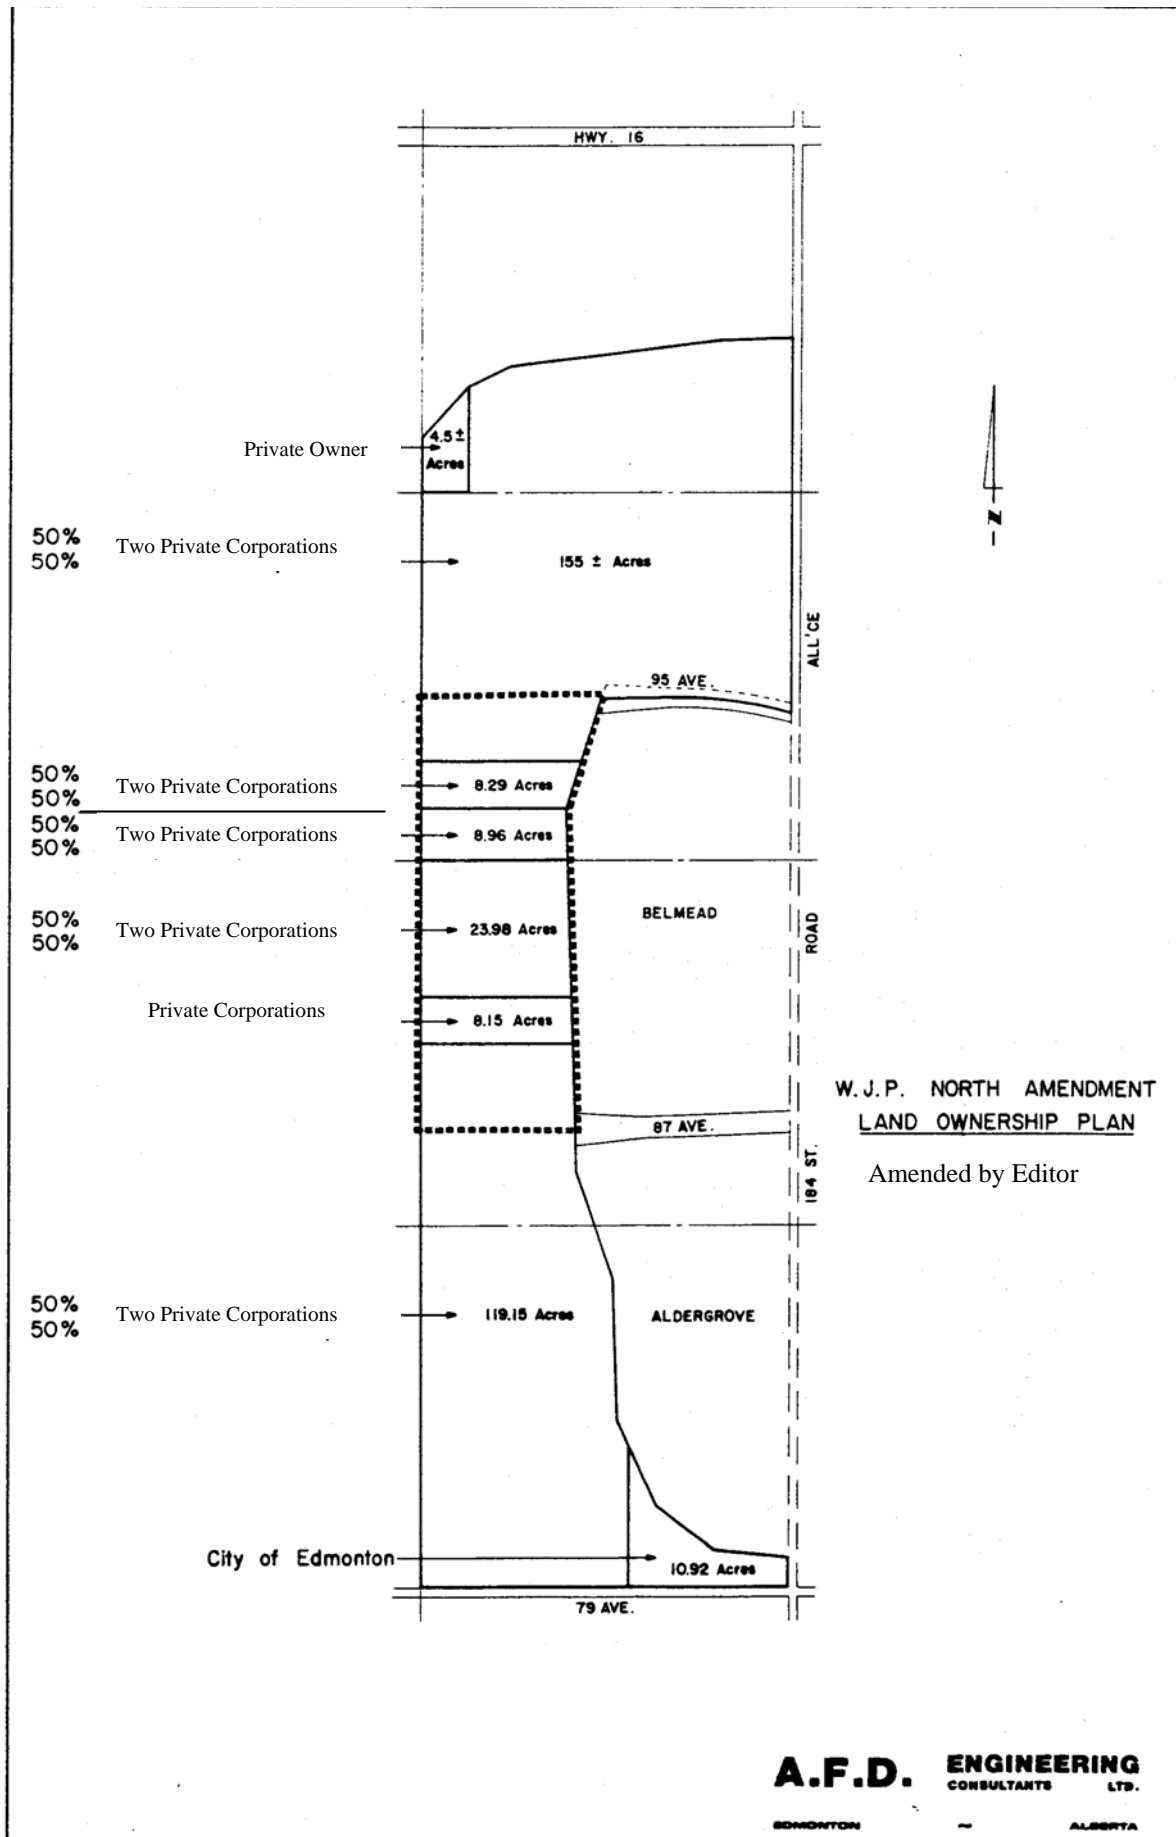 HWY. 16
4.5 ±
Acres
Private Owner
50%
50%
Two Private Corporations
155 ± Acres
N
ALL'CE
95 AVE.
50%
50%
Two Private Corporations
8.29 Acres
50%
50%
Two Private Corporations
8.96 Acres
50%
50%
Two Private Corporations
23.98 Acres
BELMEAD
ROAD
Private Corporations
8.15 Acres
W.J.P. NORTH AMENDMENT
LAND OWNERSHIP PLAN
Amended by Editor
87 AVE.
184 ST.
50%
50%
Two Private Corporations
119.15 Acres
ALDERGROVE
City of Edmonton
10.92 Acres
79 AVE.
A.F.D. ENGINEERING
CONSULTANTS LTD.
EDMONTON ~ ALBERTA